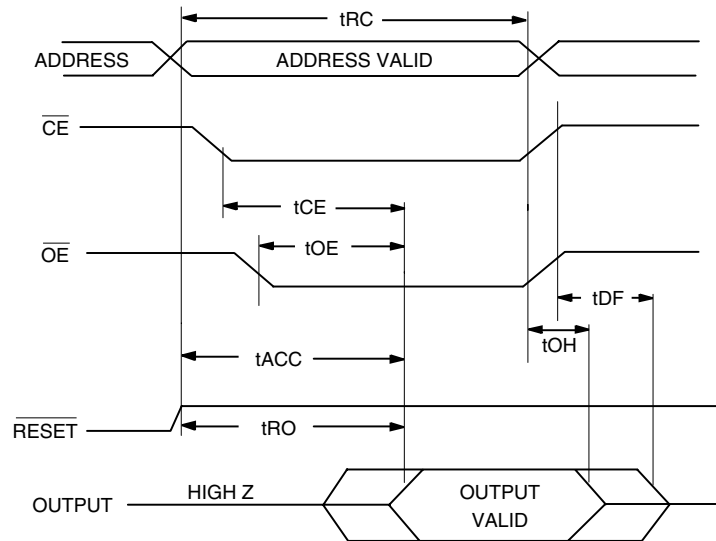 tRC
ADDRESS
ADDRESS VALID
CE
tCE
OE
tOE
tDF
tOH
tACC
RESET
tRO
OUTPUT
HIGH Z
OUTPUT
VALID